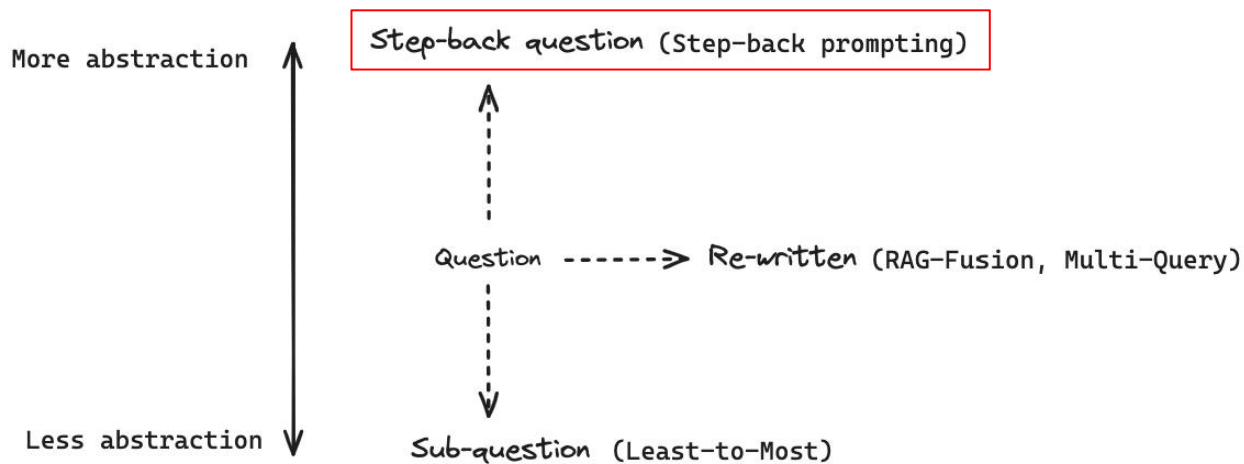 Step-back question (Step-back prompting)
More abstraction
Question
Re-written (RAG-Fusion, Multi-Query)
Less abstraction
Sub-question (Least-to-Most)